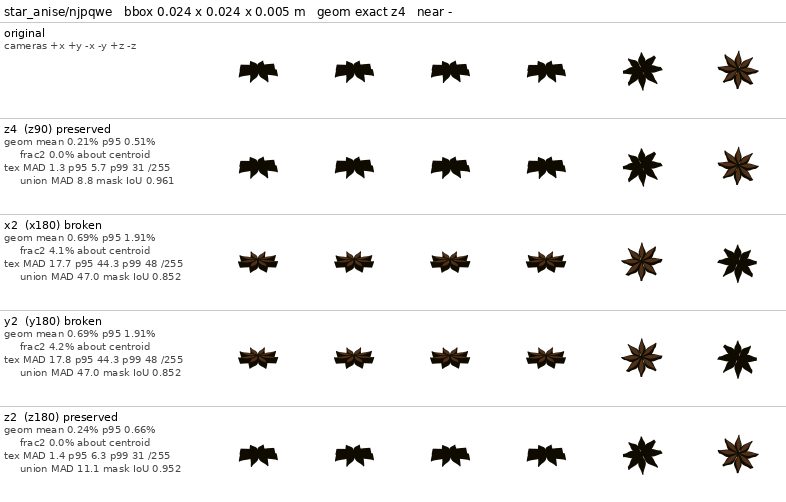 star_anise/njpqwe   bbox 0.024 x 0.024 x 0.005 m   geom exact z4   near -
original
cameras +x +y -x -y +z -z
z4  (z90) preserved
geom mean 0.21% p95 0.51%
frac2 0.0% about centroid
tex MAD 1.3 p95 5.7 p99 31 /255
union MAD 8.8 mask IoU 0.961
x2  (x180) broken
geom mean 0.69% p95 1.91%
frac2 4.1% about centroid
tex MAD 17.7 p95 44.3 p99 48 /255
union MAD 47.0 mask IoU 0.852
y2  (y180) broken
geom mean 0.69% p95 1.91%
frac2 4.2% about centroid
tex MAD 17.8 p95 44.3 p99 48 /255
union MAD 47.0 mask IoU 0.852
z2  (z180) preserved
geom mean 0.24% p95 0.66%
frac2 0.0% about centroid
tex MAD 1.4 p95 6.3 p99 31 /255
union MAD 11.1 mask IoU 0.952